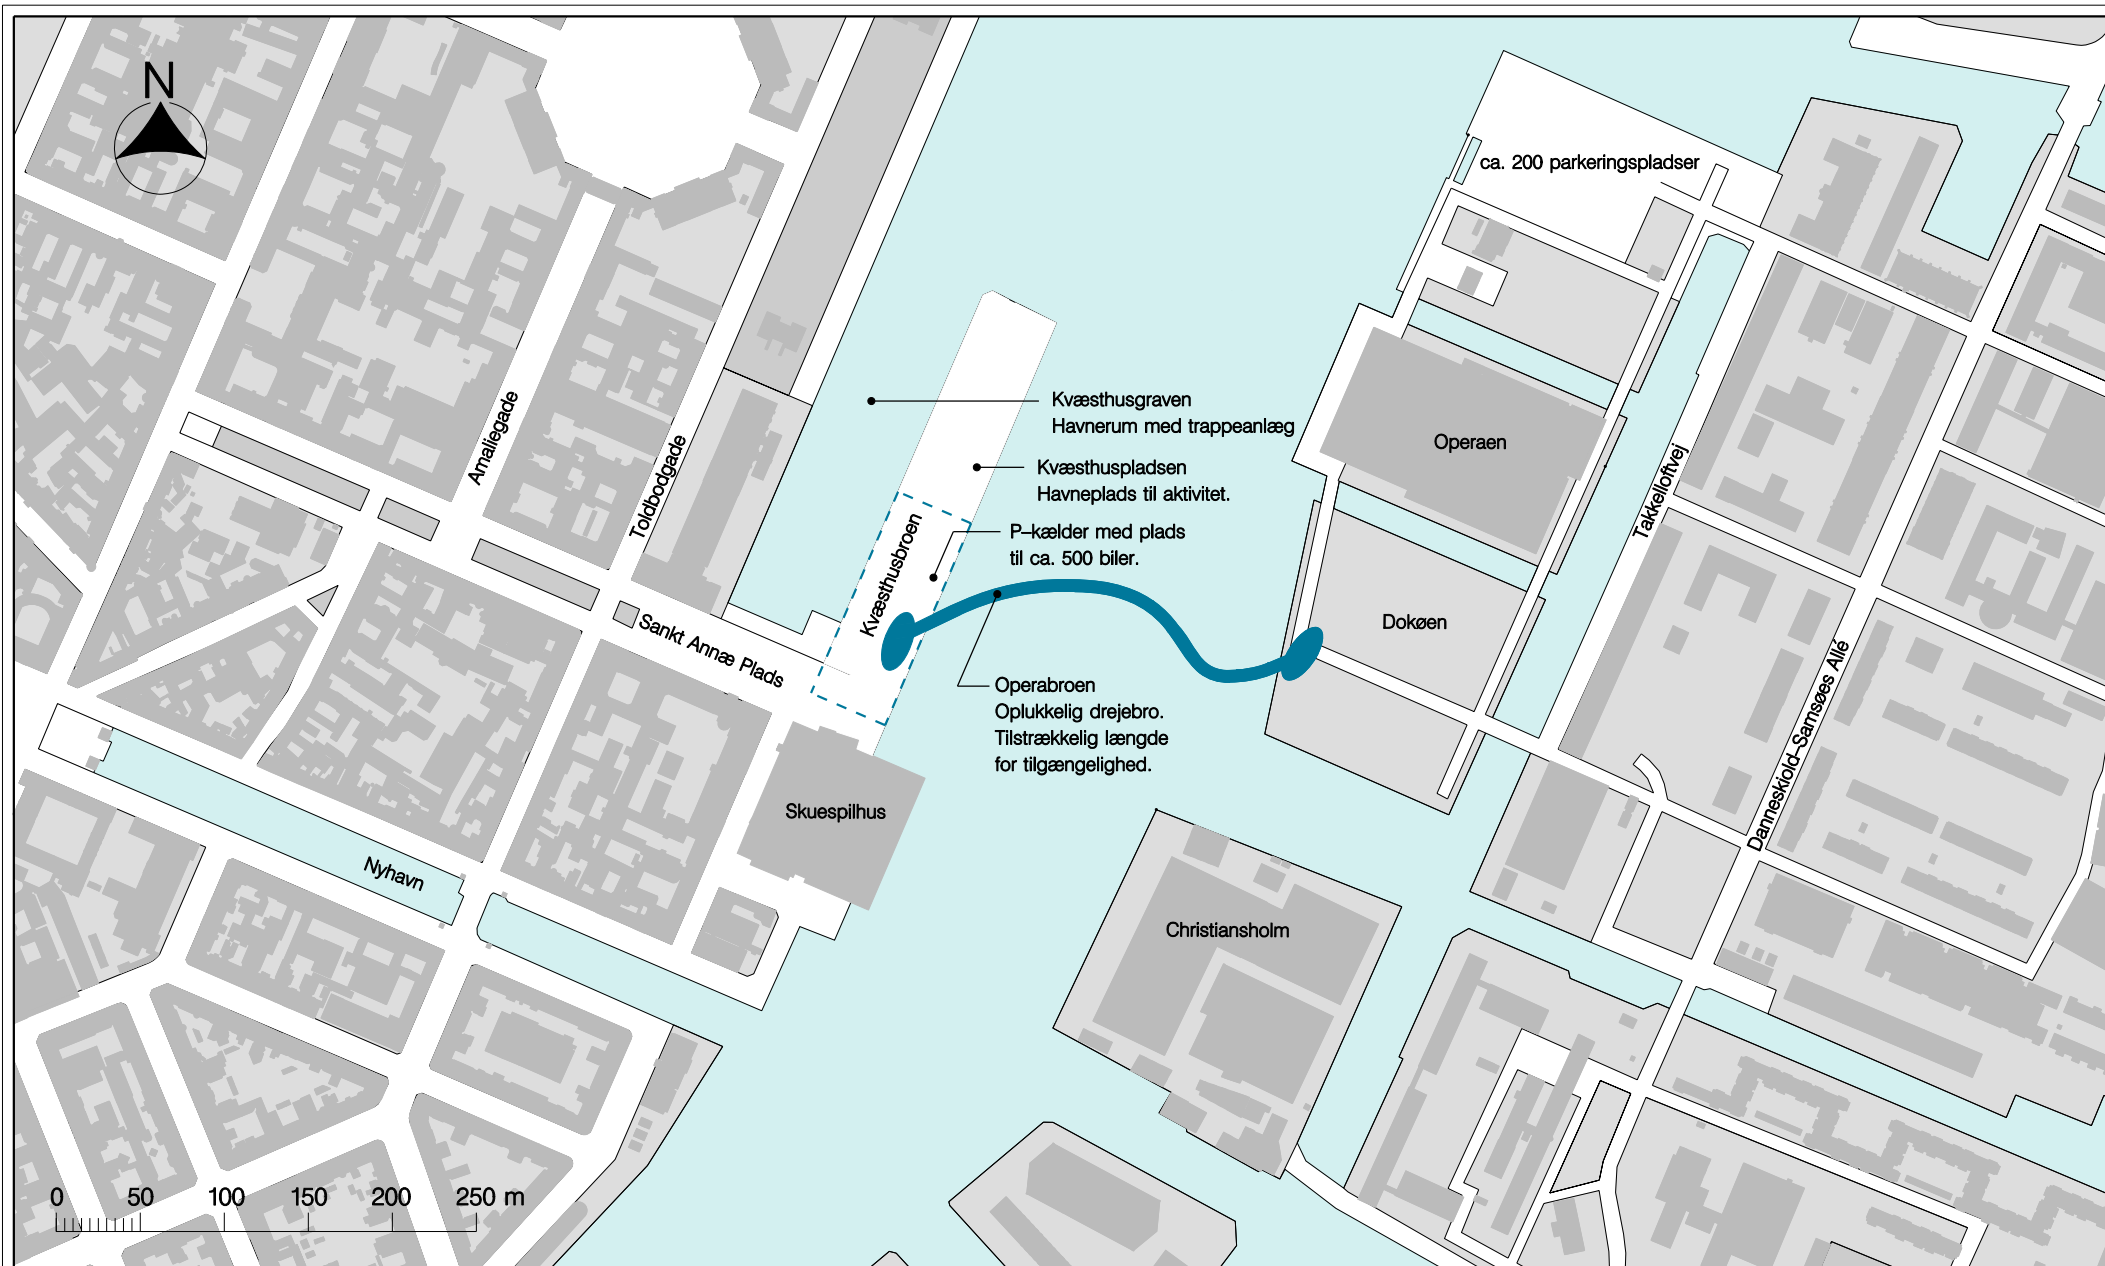 N
ca. 200 parkeringspladser
Amaliegade
Toldbodgade
Kvæsthusgraven
Havnerum med trappeanlæg
Kvæsthuspladsen
Havneplads til aktivitet.
P-kælder med plads
til ca. 500 biler.
Kvæsthusbroen
Operaen
Takkelloftvej
Dokøen
Sankt Annæ Plads
Operabroen
Oplukkelig drejebro.
Tilstrækkelig længde
for tilgængelighed.
Danneskiold-Samsøes Allé
Skuespilhus
Nyhavn
Christiansholm
0 50 100 150 200 250 m